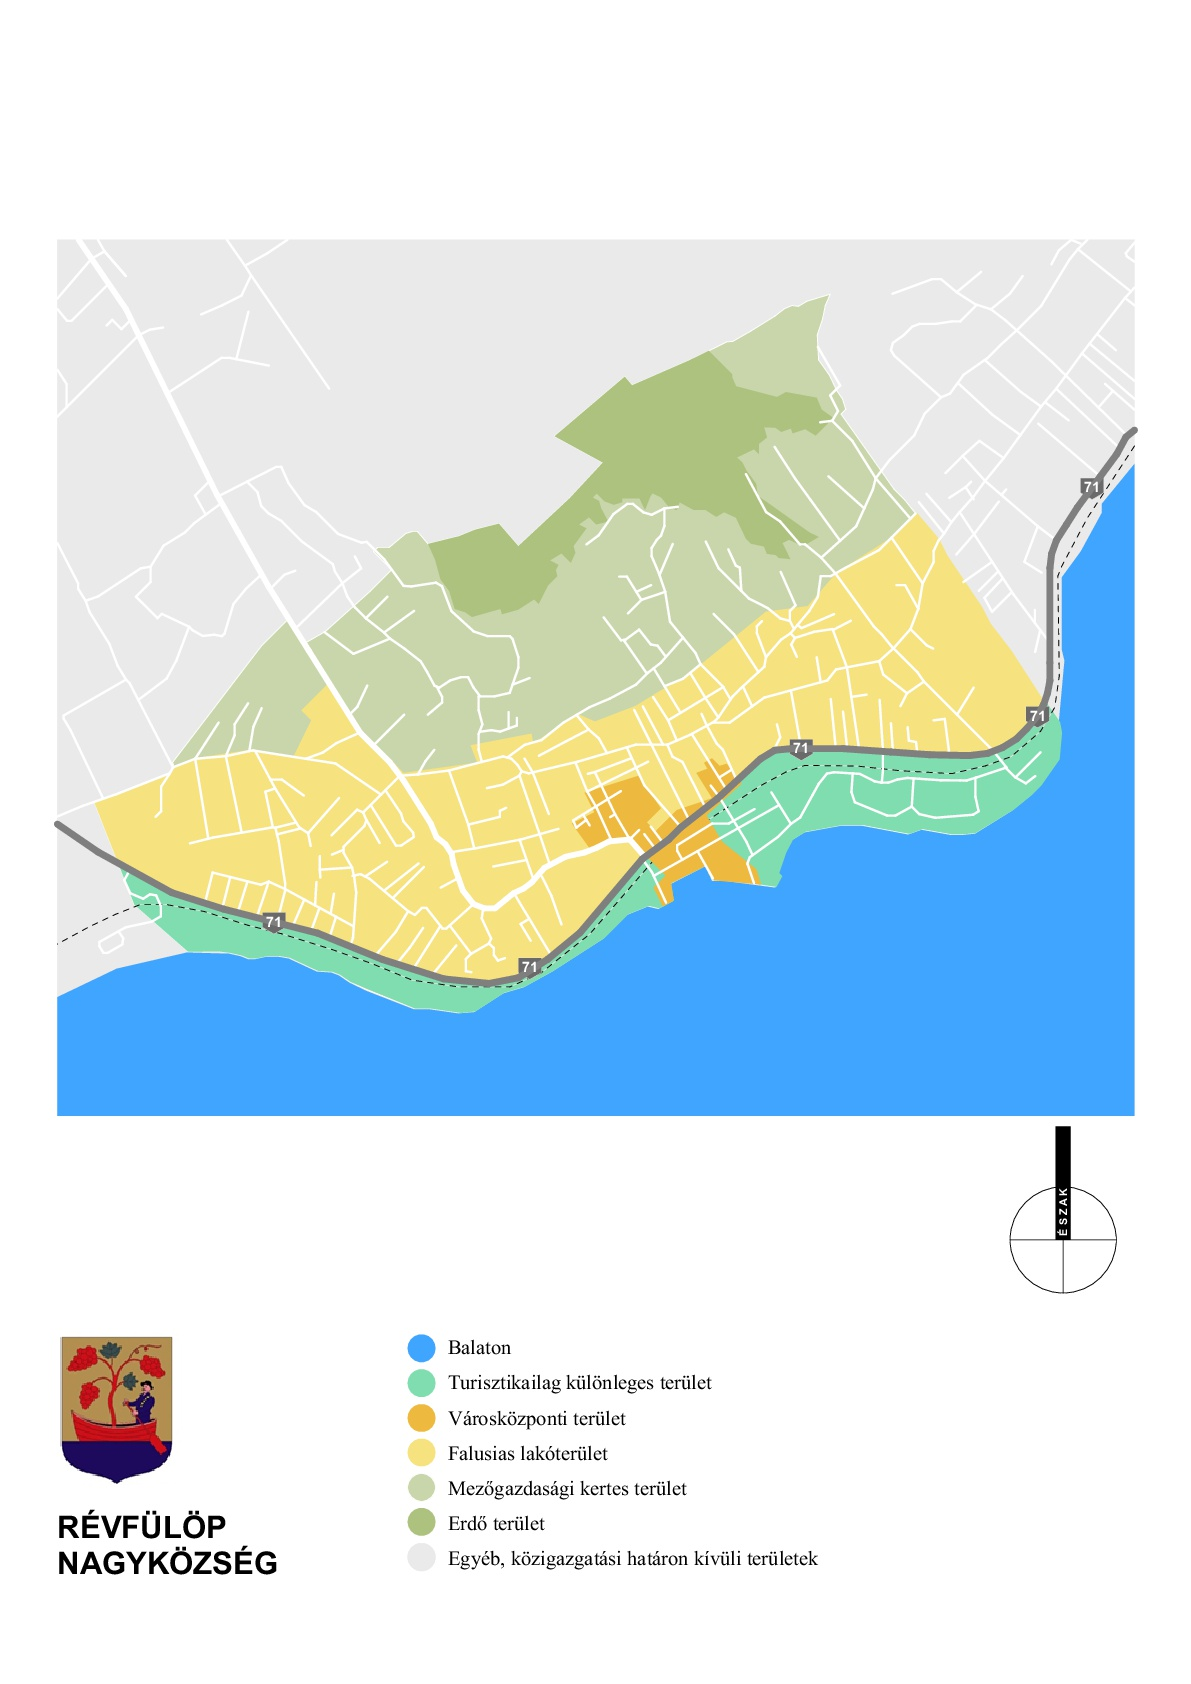 71
71
71
71
71
ÉSZAK
Balaton
Turisztikailag különleges terület
Városközponti terület
Falusias lakóterület
Mezőgazdasági kertes terület
Erdő terület
Egyéb, közigazgatási határon kívüli területek
RÉVFÜLÖP
NAGYKÖZSÉG